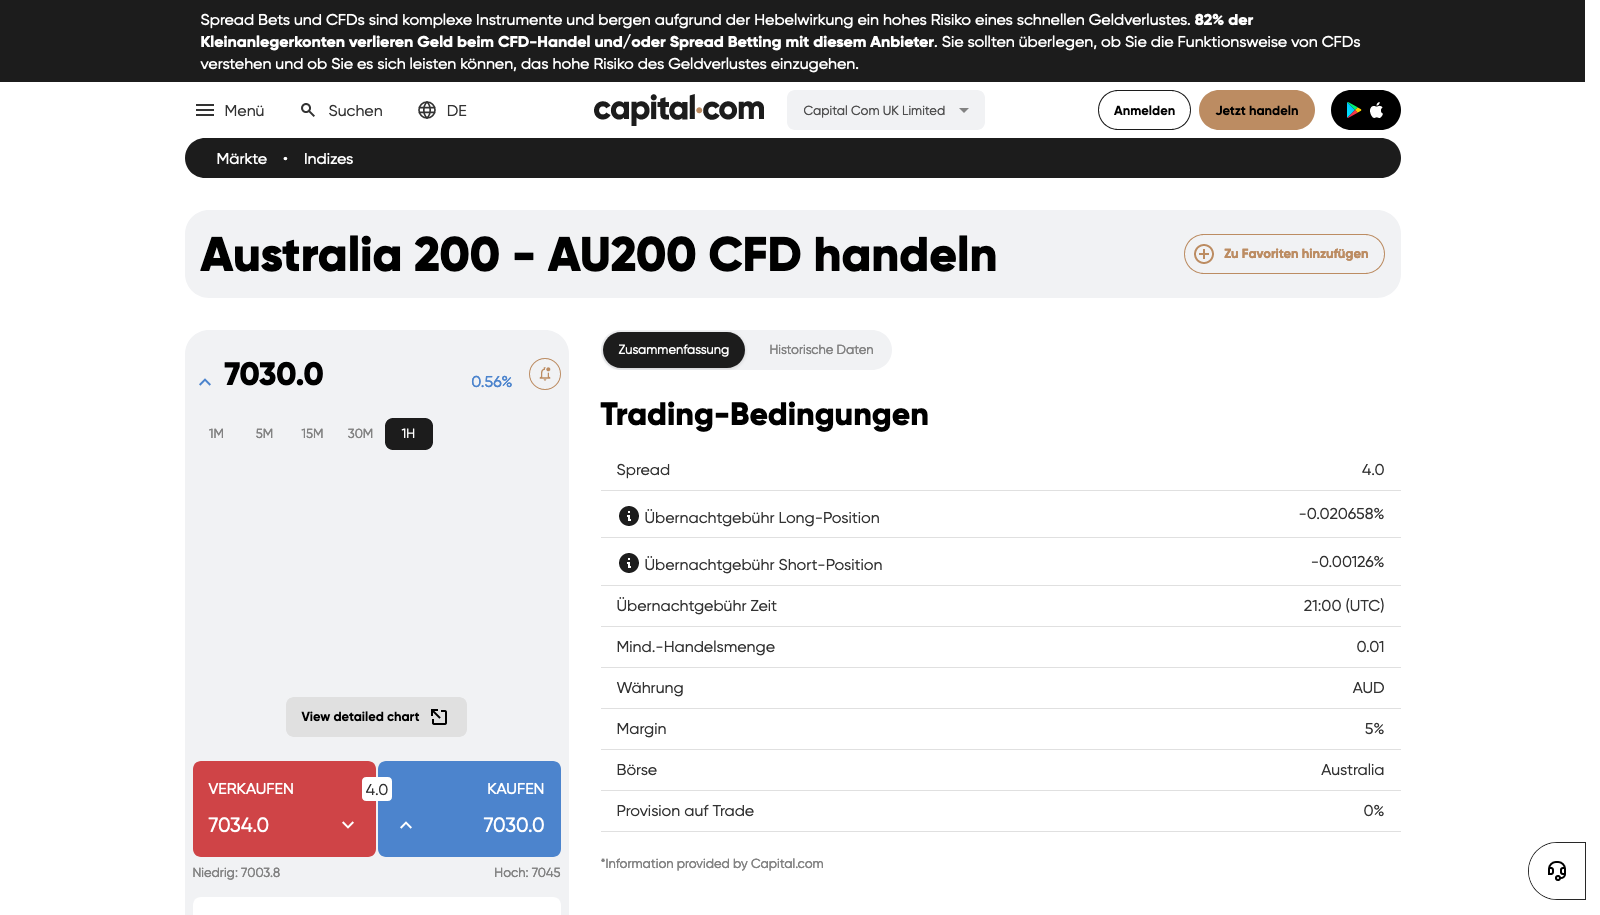 Spread Bets und CFDs sind komplexe Instrumente und bergen aufgrund der Hebelwirkung ein hohes Risiko eines schnellen Geldverlustes. 82% der
Kleinanlegerkonten verlieren Geld beim CFD-Handel und/oder Spread Betting mit diesem Anbieter. Sie sollten überlegen, ob Sie die Funktionsweise von CFDs
verstehen und ob Sie es sich leisten können, das hohe Risiko des Geldverlustes einzugehen.
Menü Suchen DE capital.com Capital Com UK Limited Anmelden Jetzt handeln
Märkte • Indizes
Australia 200 - AU200 CFD handeln
Zu Favoriten hinzufügen
7030.0 0.56%
1M 5M 15M 30M 1H
View detailed chart
VERKAUFEN 4.0 KAUFEN
7034.0 7030.0
Niedrig: 7003.8 Hoch: 7045
Zusammenfassung Historische Daten
Trading-Bedingungen
Spread 4.0
Übernachtgebühr Long-Position -0.020658%
Übernachtgebühr Short-Position -0.00126%
Übernachtgebühr Zeit 21:00 (UTC)
Mind.-Handelsmenge 0.01
Währung AUD
Margin 5%
Börse Australia
Provision auf Trade 0%
*Information provided by Capital.com